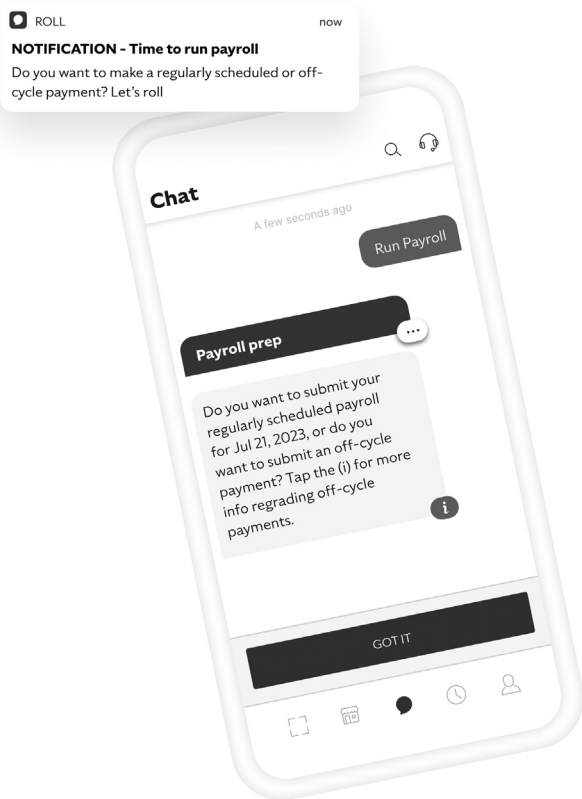 ROLL
now
NOTIFICATION - Time to run payroll
Do you want to make a regularly scheduled or off-
cycle payment? Let's roll
Chat
A few seconds ago
Run Payroll
Payroll prep
Do you want to submit your
regularly scheduled payroll
for Jul 21, 2023, or do you
want to submit an off-cycle
payment? Tap the (i) for more
info regrading off-cycle
payments.
i
GOT IT